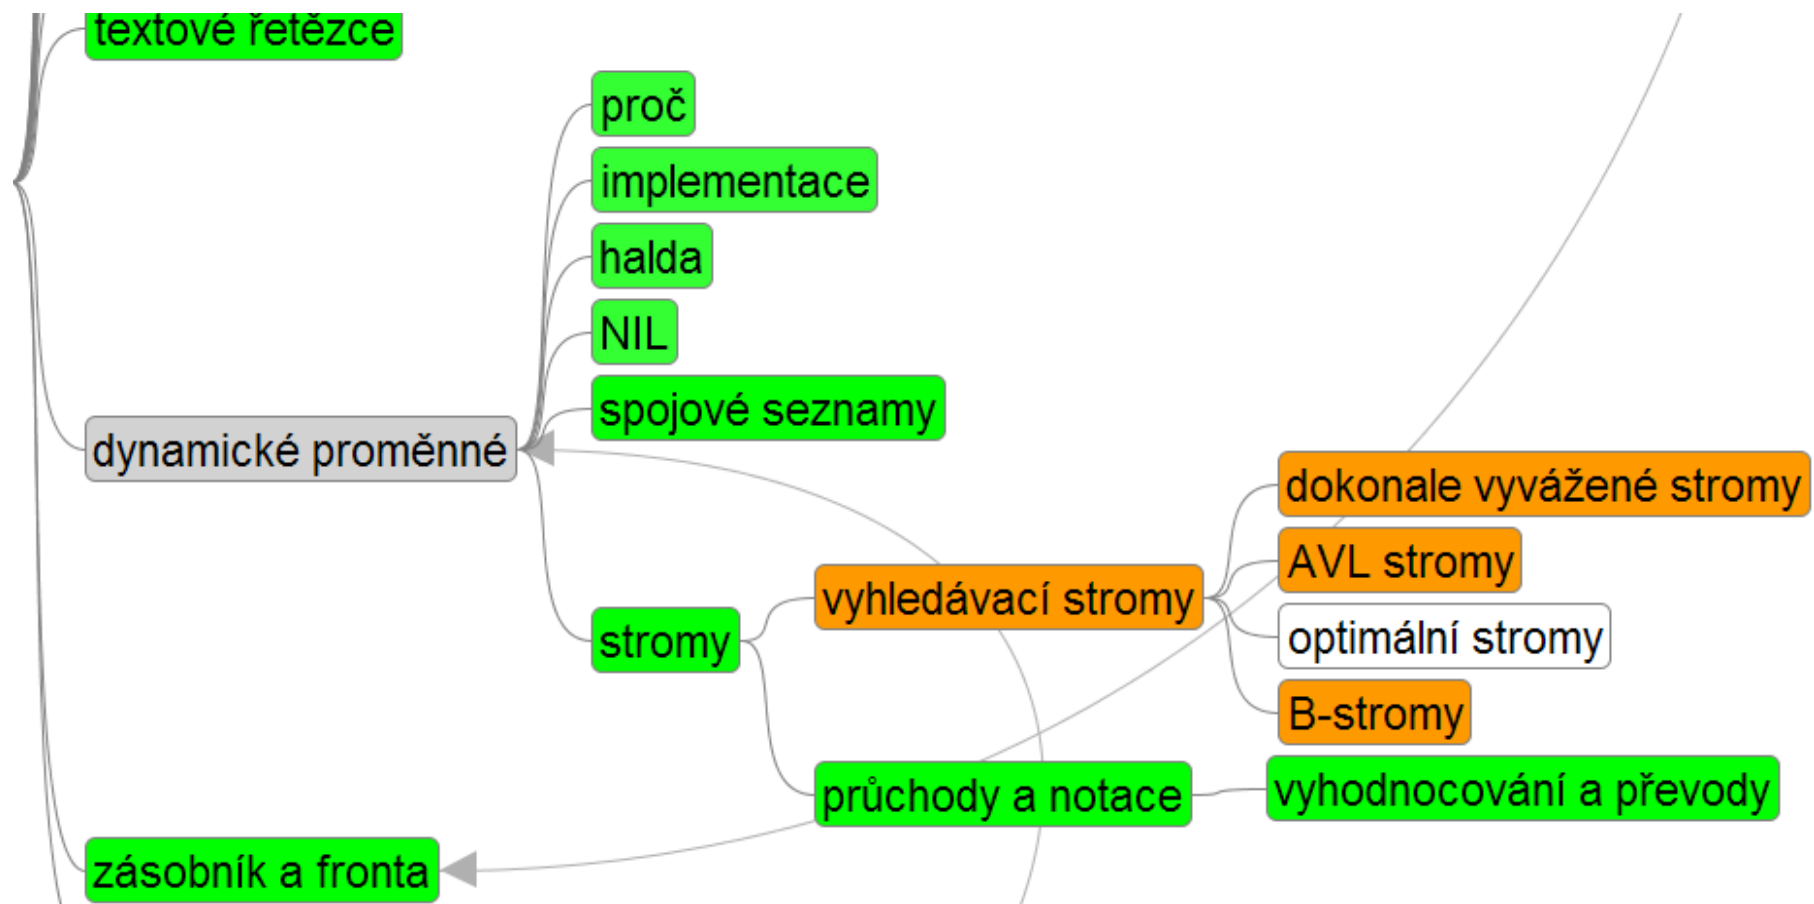 textové řetězce
proč
implementace
halda
NIL
spojové seznamy
dynamické proměnné
dokonale vyvážené stromy
AVL stromy
vyhledávací stromy
stromy
optimální stromy
B-stromy
průchody a notace
vyhodnocování a převody
zásobník a fronta